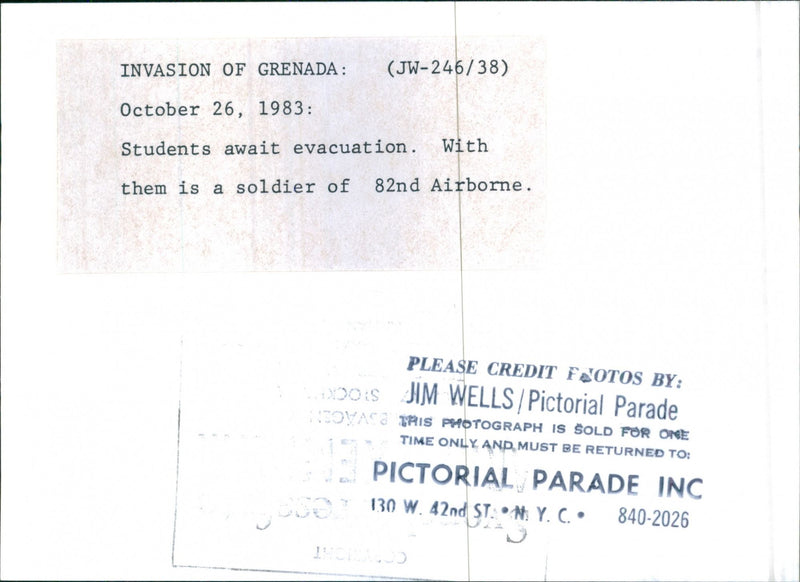 INVASION OF GRENADA: (JW-246/38)
October 26, 1983:
Students await evacuation. With
them is a soldier of 82nd Airborne.
PLEASE CREDIT PHOTOS BY:
JIM WELLS/Pictorial Parade
THIS PHOTOGRAPH IS SOLD FOR ONE
TIME ONLY AND MUST BE RETURNED TO:
PICTORIAL PARADE INC
130 W. 42nd ST. • N. Y. C. • 840-2026
COPYRIGHT